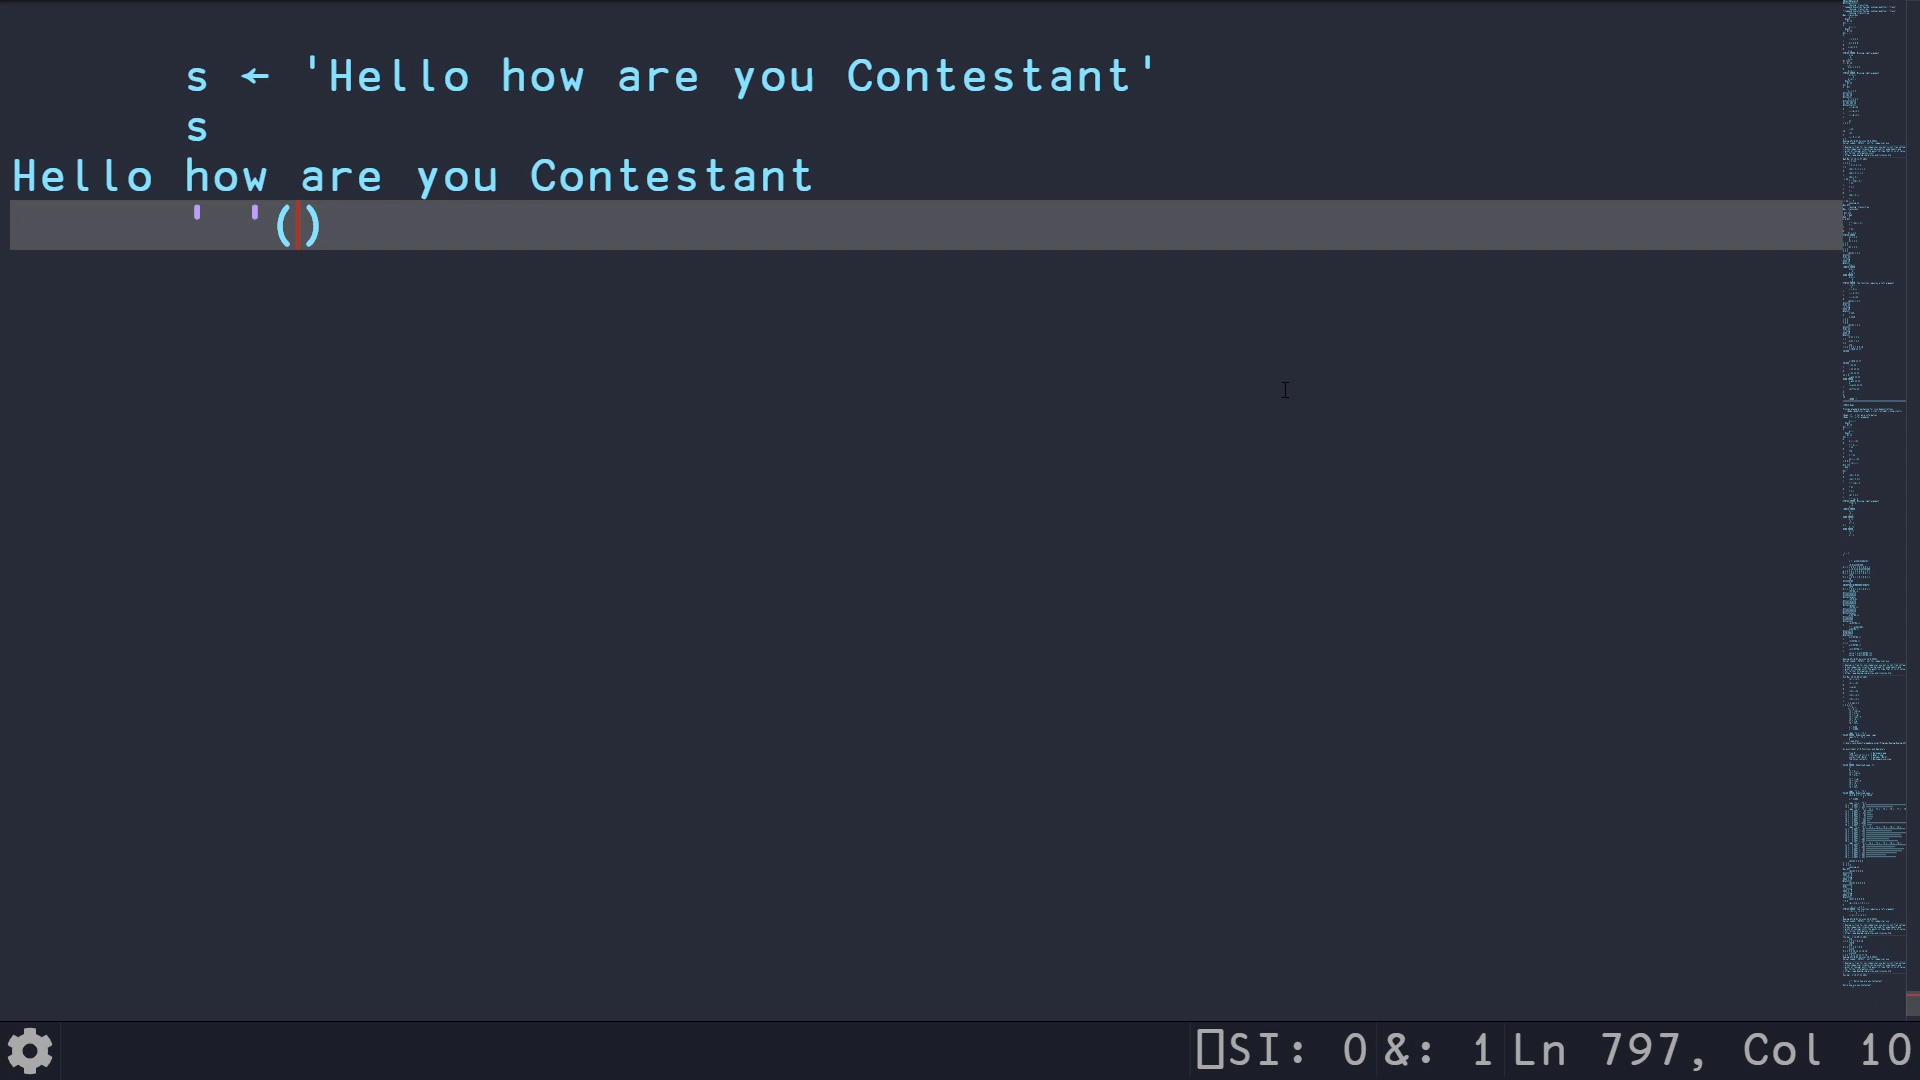 s ← 'Hello how are you Contestant'
s
Hello how are you Contestant
' '()
⎕SI: 0 &: 1 Ln 797, Col 10